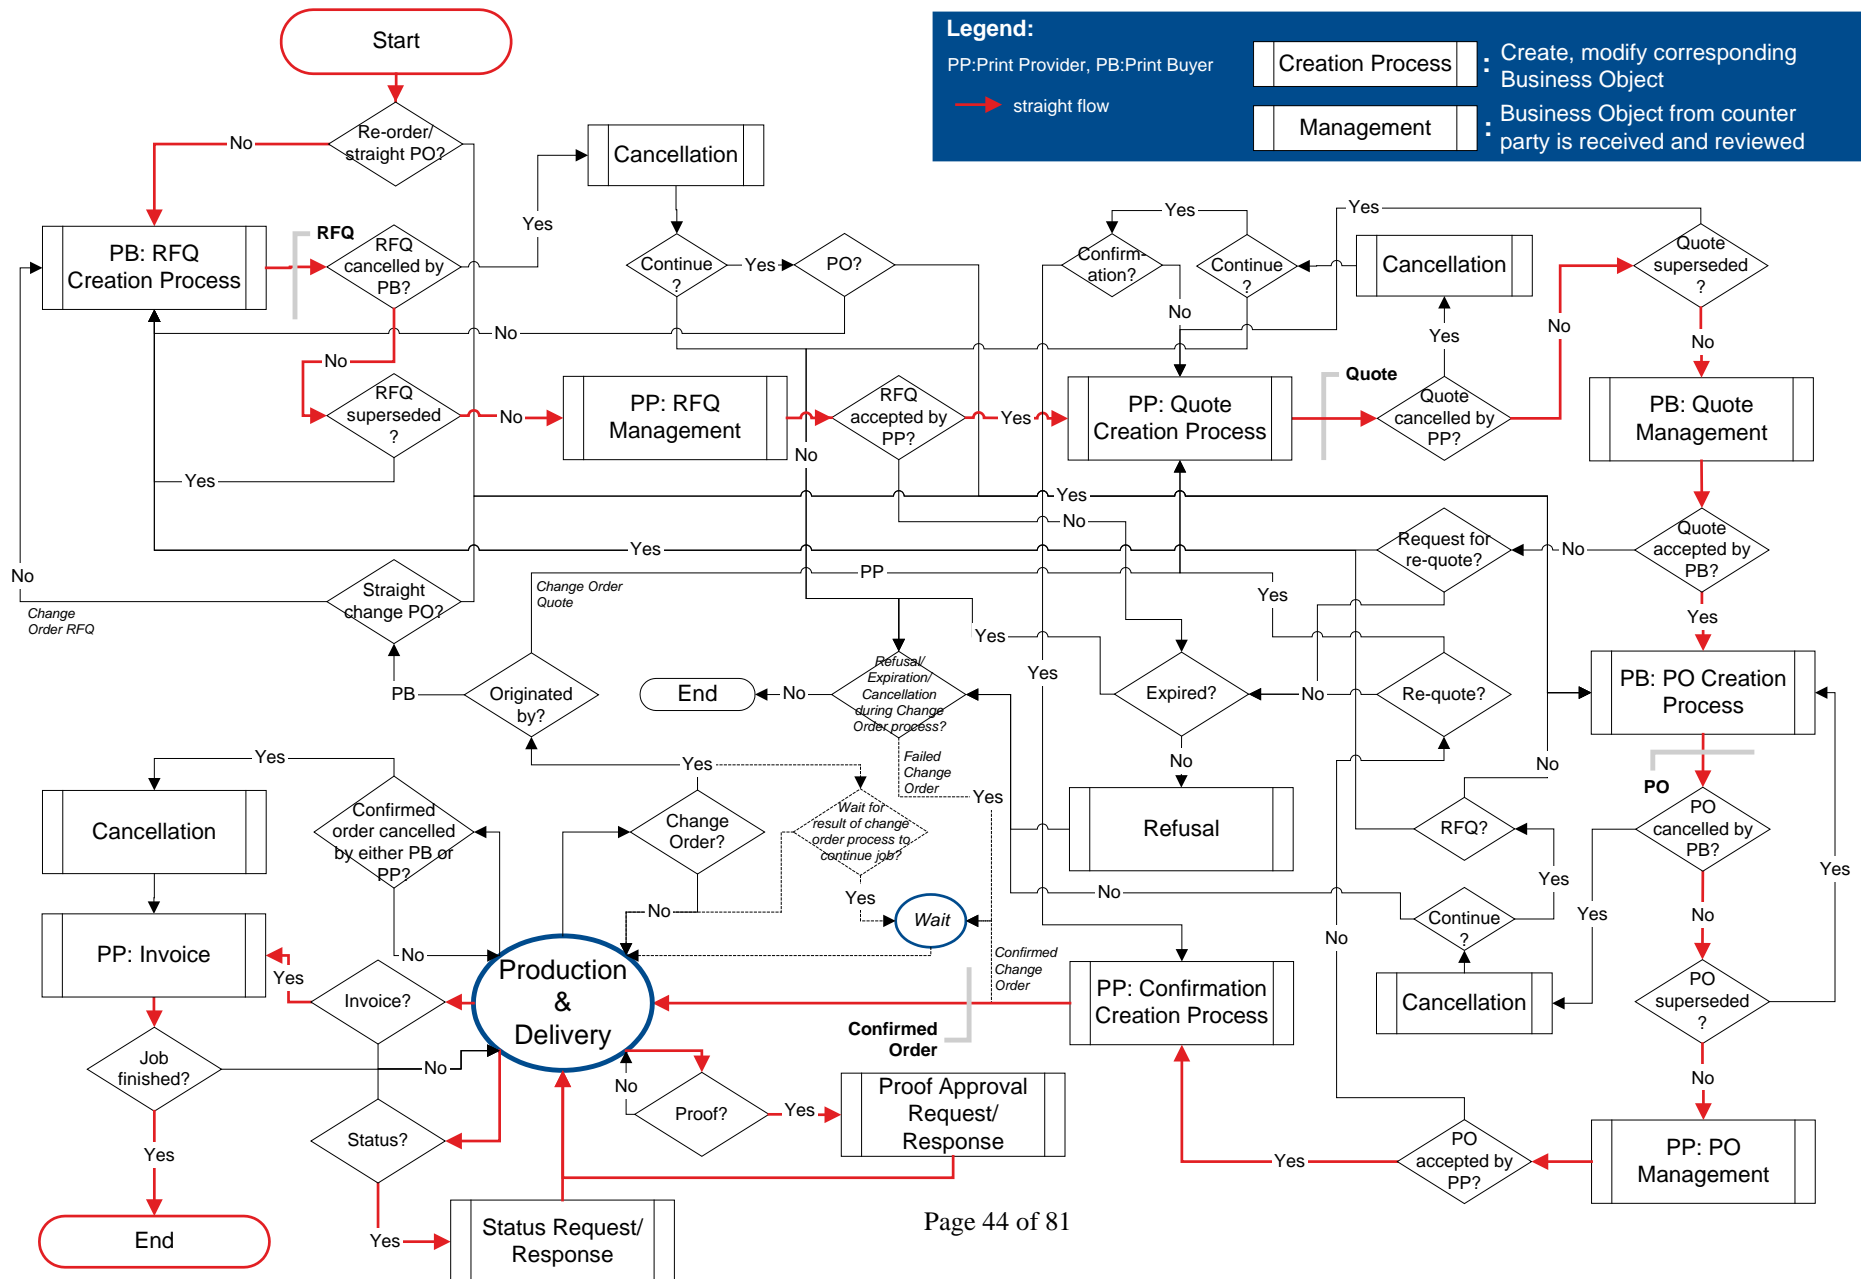 Start
Legend:
PP:Print Provider, PB:Print Buyer
straight flow
Creation Process
: Create, modify corresponding
Business Object
Management
: Business Object from counter
party is received and reviewed
Re-order/
straight PO?
No
Cancellation
Yes
PB: RFQ
Creation Process
RFQ
RFQ
cancelled by
PB?
Continue
?
Yes
PO?
No
No
Yes
Confirm-
ation?
No
Continue
?
Cancellation
Yes
Yes
Quote
superseded
?
No
No
RFQ
superseded
?
No
Yes
PP: RFQ
Management
RFQ
accepted by
PP?
Yes
No
No
PP: Quote
Creation Process
Quote
Quote
cancelled by
PP?
PB: Quote
Management
Yes
Yes
No
Request for
re-quote?
No
Quote
accepted by
PB?
Yes
No
Change
Order RFQ
Straight
change PO?
Change Order
Quote
PP
Yes
Yes
Yes
PB
Originated
by?
End
No
Refusal/
Expiration/
Cancellation
during Change
Order process?
Expired?
No
Re-quote?
PB: PO Creation
Process
Yes
Cancellation
Confirmed
order cancelled
by either PB or
PP?
Yes
Change
Order?
Wait for
result of change
order process to
continue job?
Failed
Change
Order
Yes
No
Refusal
No
RFQ?
PO
PO
cancelled by
PB?
Yes
No
Yes
Wait
No
Continue
?
Yes
Yes
No
PP: Invoice
No
Yes
Invoice?
Production
&
Delivery
Confirmed
Change
Order
Confirmed
Order
PP: Confirmation
Creation Process
No
Cancellation
PO
superseded
?
No
Job
finished?
No
No
Proof?
Yes
Proof Approval
Request/
Response
Status?
Yes
Yes
PO
accepted by
PP?
PP: PO
Management
End
Yes
Status Request/
Response
Page 44 of 81